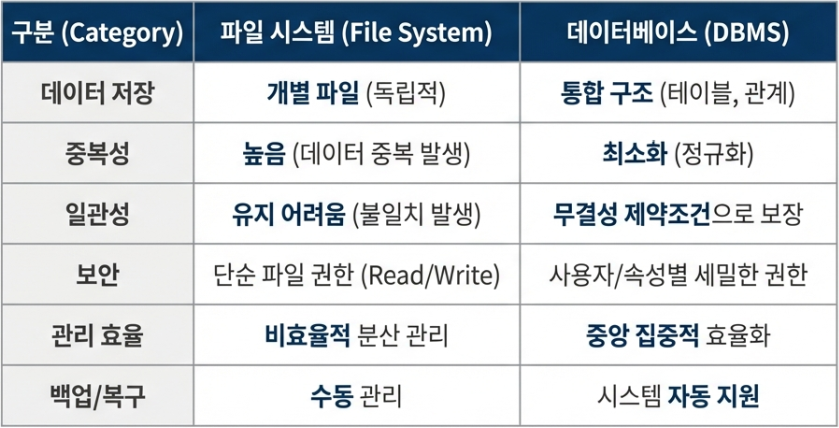 구분 (Category) 파일 시스템 (File System) 데이터베이스 (DBMS)
데이터 저장 개별 파일 (독립적) 통합 구조 (테이블, 관계)
중복성 높음 (데이터 중복 발생) 최소화 (정규화)
일관성 유지 어려움 (불일치 발생) 무결성 제약조건으로 보장
보안 단순 파일 권한 (Read/Write) 사용자/속성별 세밀한 권한
관리 효율 비효율적 분산 관리 중앙 집중적 효율화
백업/복구 수동 관리 시스템 자동 지원